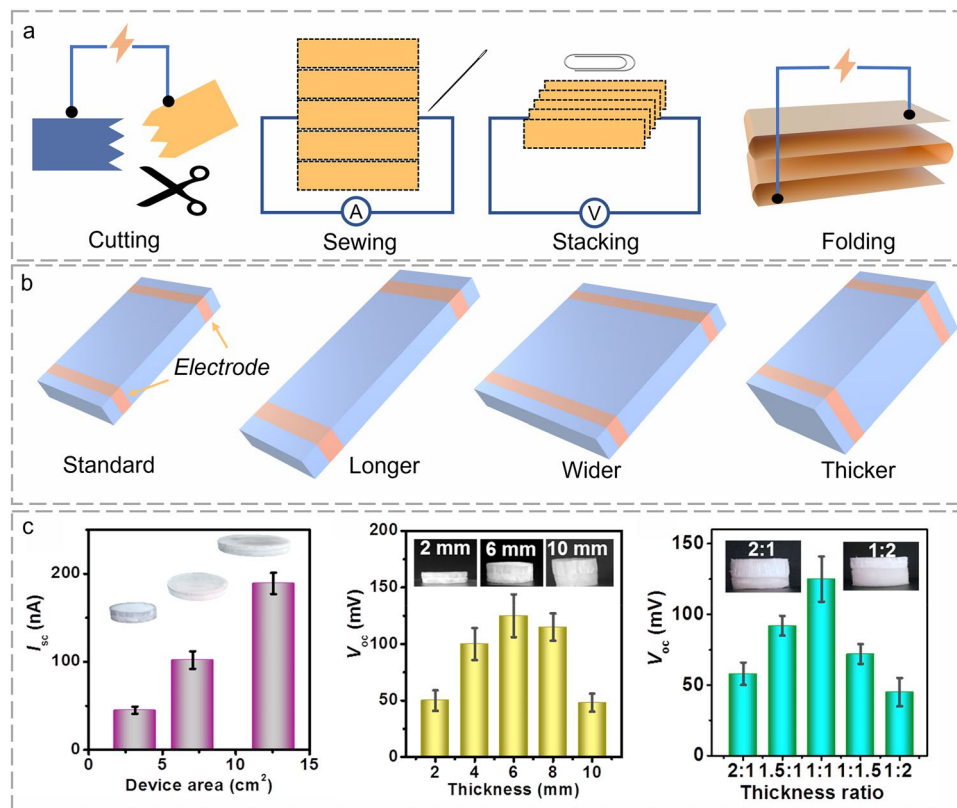 a
A
V
Cutting
Sewing
Stacking
Folding
b
Electrode
Standard
Longer
Wider
Thicker
c
I_sc (nA)
200
100
0
0
5
10
15
Device area (cm²)
V_oc (mV)
200
150
100
50
0
2 mm
6 mm
10 mm
2
4
6
8
10
Thickness (mm)
V_oc (mV)
150
100
50
0
2:1
1:2
2:1 1.5:1 1:1 1:1.5 1:2
Thickness ratio